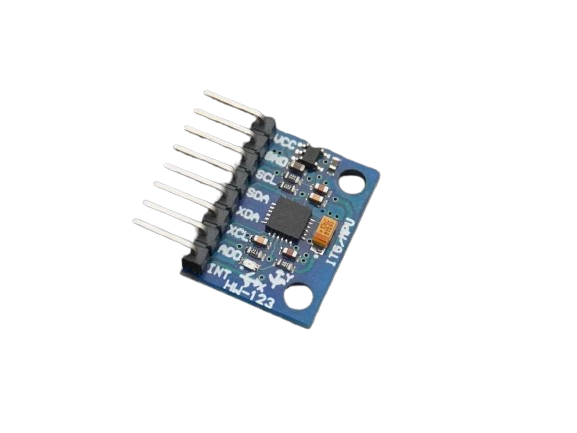 VCC
GND
SCL
SDA
XDA
XCL
ADO
INT
ITG/MPU
X
Y
HW-123